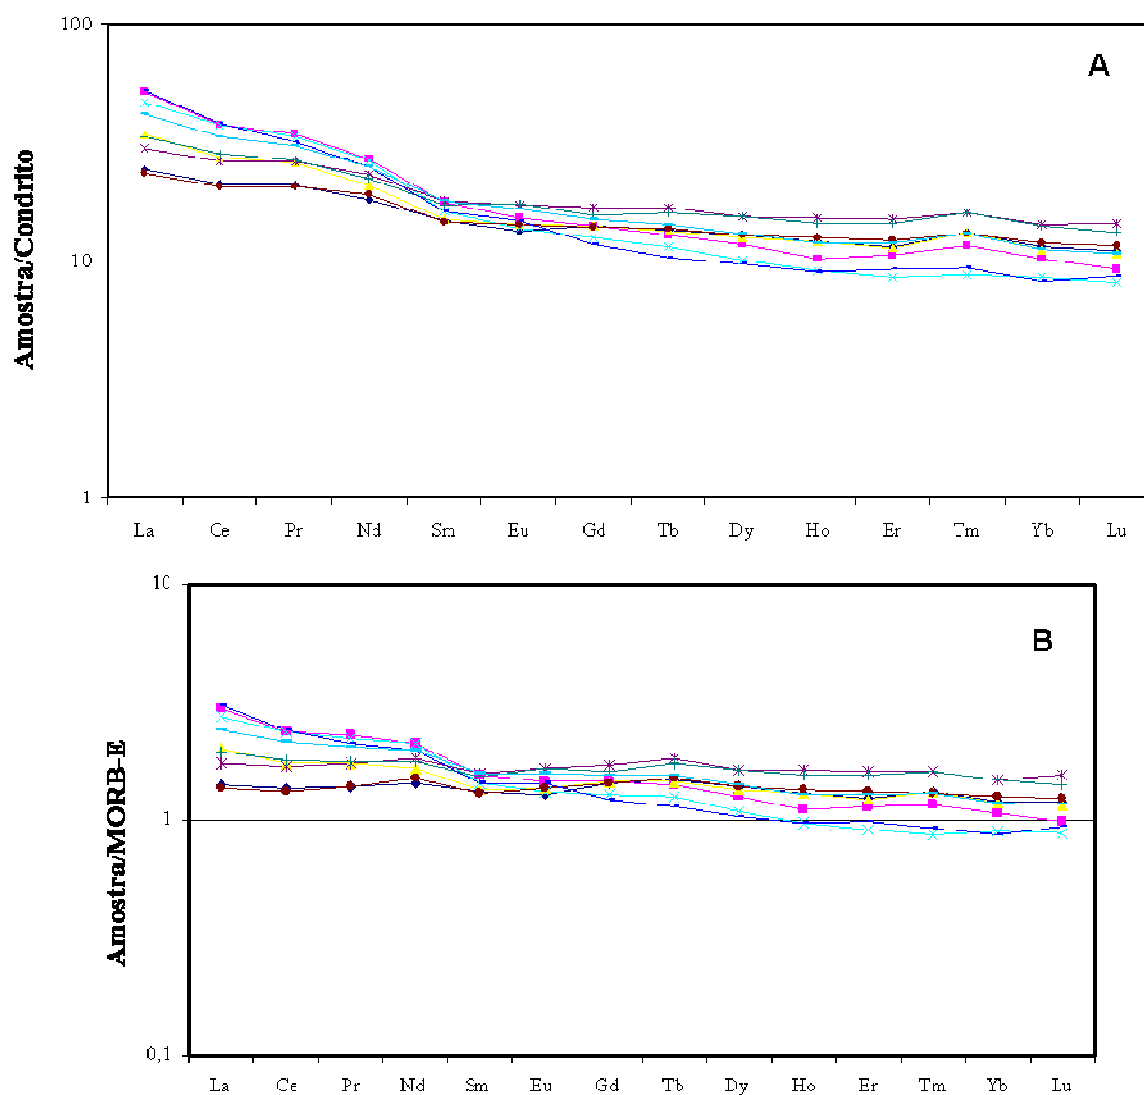 100
A
Amostra/Condrito
10
1
La Ce Pr Nd Sm Eu Gd Tb Dy Ho Er Tm Yb Lu
10
B
Amostra/MORB-E
1
0,1
La Ce Pr Nd Sm Eu Gd Tb Dy Ho Er Tm Yb Lu